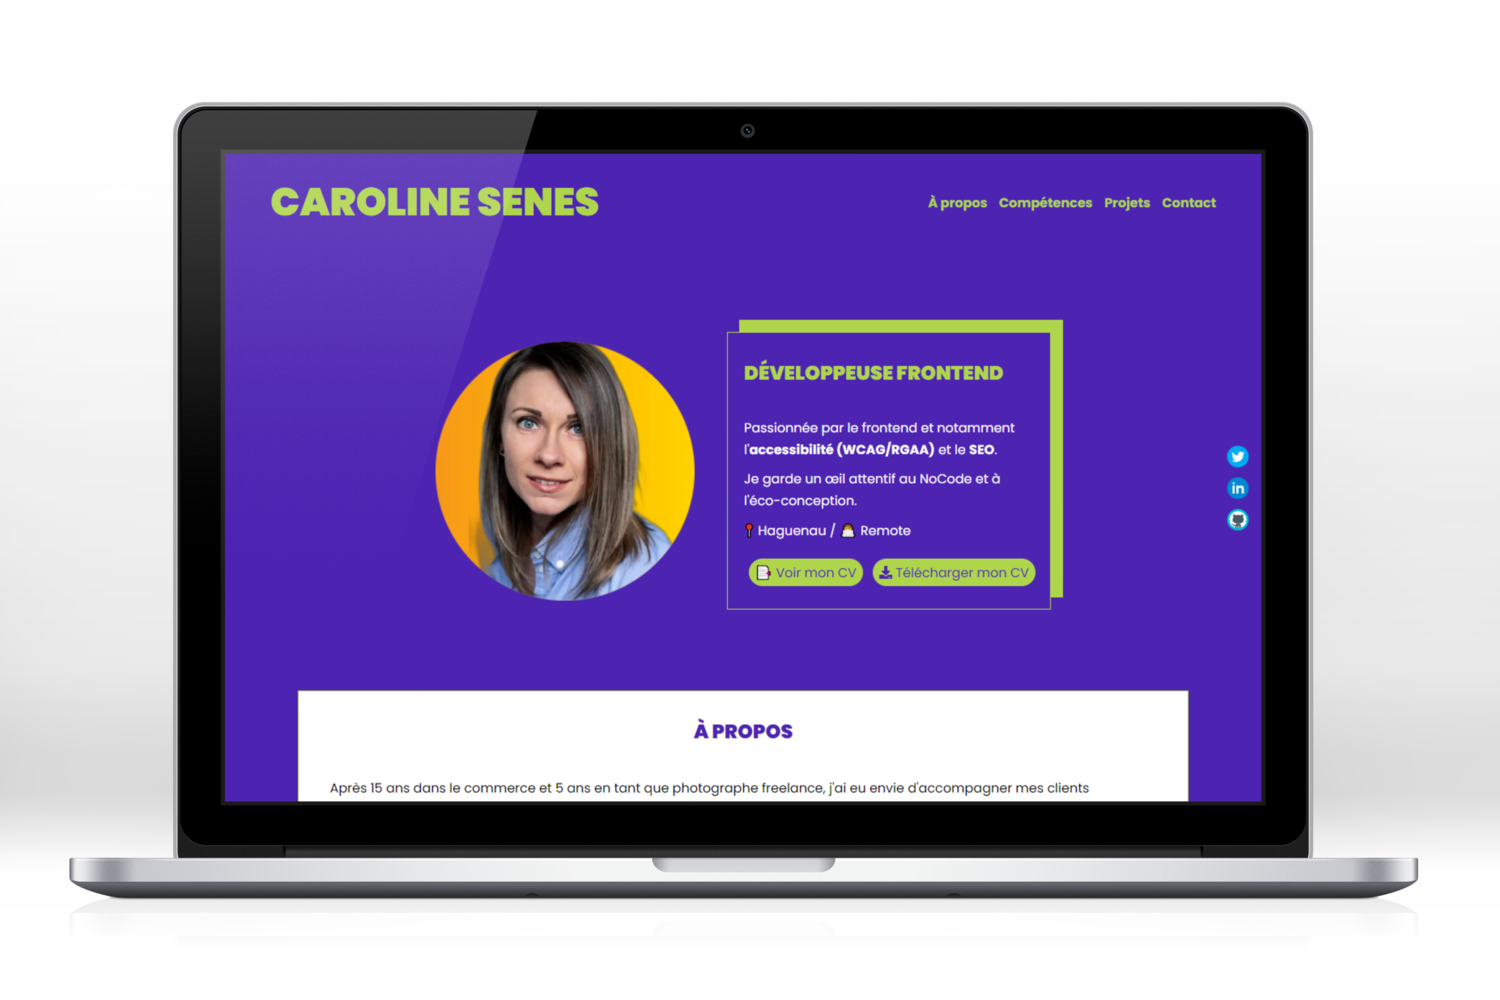 CAROLINE SENES
À propos Compétences Projets Contact
DÉVELOPPEUSE FRONTEND
Passionnée par le frontend et notamment
l'accessibilité (WCAG/RGAA) et le SEO.
Je garde un œil attentif au NoCode et à
l'éco-conception.
Haguenau / Remote
Voir mon CV Télécharger mon CV
in
À PROPOS
Après 15 ans dans le commerce et 5 ans en tant que photographe freelance, j'ai eu envie d'accompagner mes clients